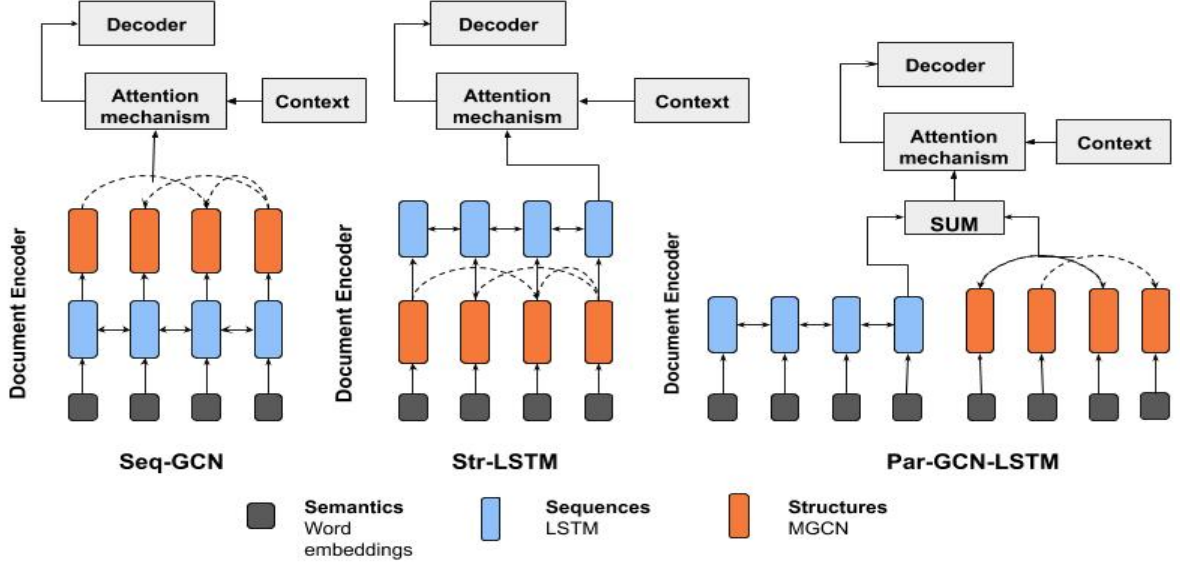 Decoder
Attention
mechanism
Context
Document Encoder
Seq-GCN
Decoder
Attention
mechanism
Context
Document Encoder
Str-LSTM
Decoder
Attention
mechanism
Context
SUM
Document Encoder
Par-GCN-LSTM
Semantics
Word
embeddings
Sequences
LSTM
Structures
MGCN